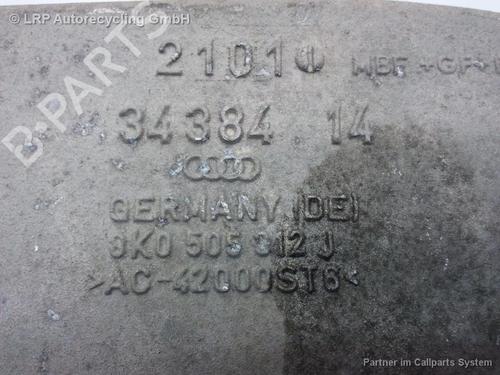 © LRP Autorecycling GmbH
2101
MBF +GF+
34384 14
GERMANY (DE)
8K0 505 312 J
>AC-42000ST6<
B-PARTS
Partner im Callparts System